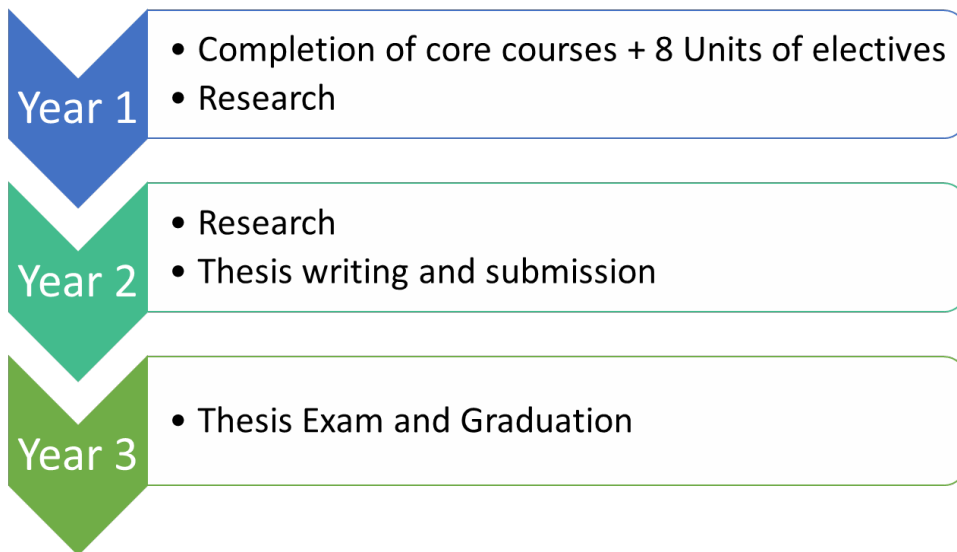 Year 1
• Completion of core courses + 8 Units of electives
• Research
Year 2
• Research
• Thesis writing and submission
Year 3
• Thesis Exam and Graduation